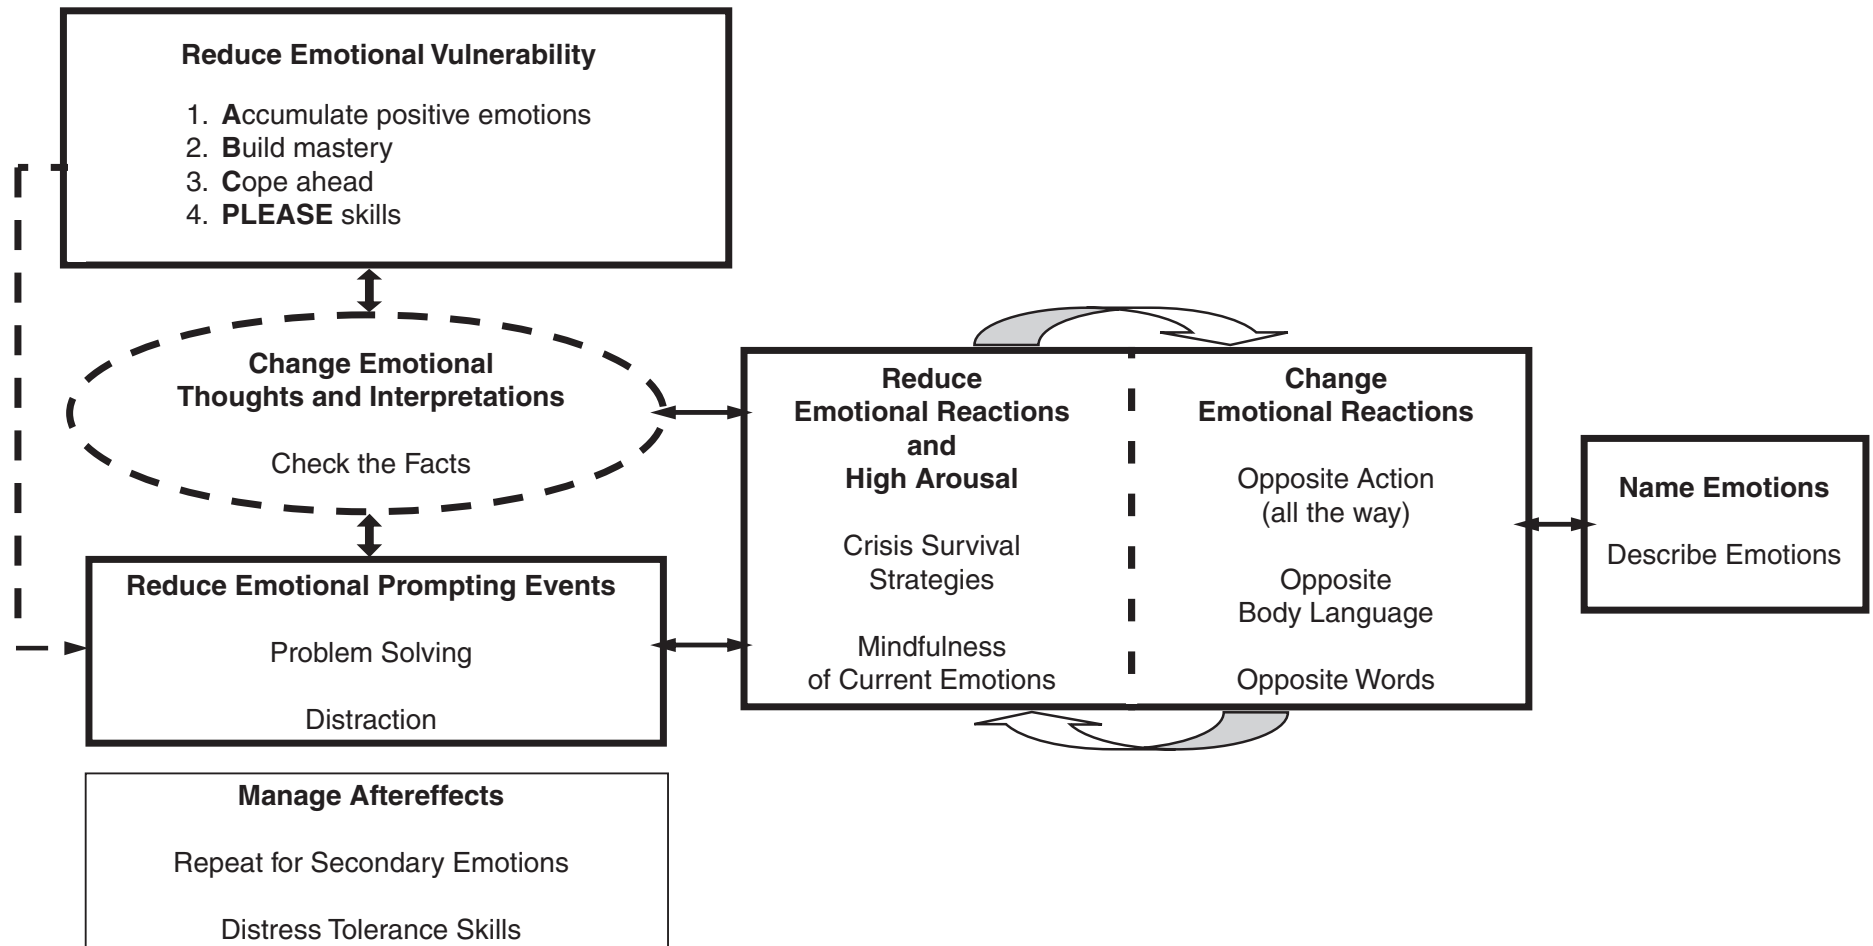 Reduce Emotional Vulnerability
1. Accumulate positive emotions
2. Build mastery
3. Cope ahead
4. PLEASE skills
Change Emotional
Thoughts and Interpretations
Check the Facts
Reduce Emotional Prompting Events
Problem Solving
Distraction
Manage Aftereffects
Repeat for Secondary Emotions
Distress Tolerance Skills
Reduce
Emotional Reactions
and
High Arousal
Crisis Survival
Strategies
Mindfulness
of Current Emotions
Change
Emotional Reactions
Opposite Action
(all the way)
Opposite
Body Language
Opposite Words
Name Emotions
Describe Emotions